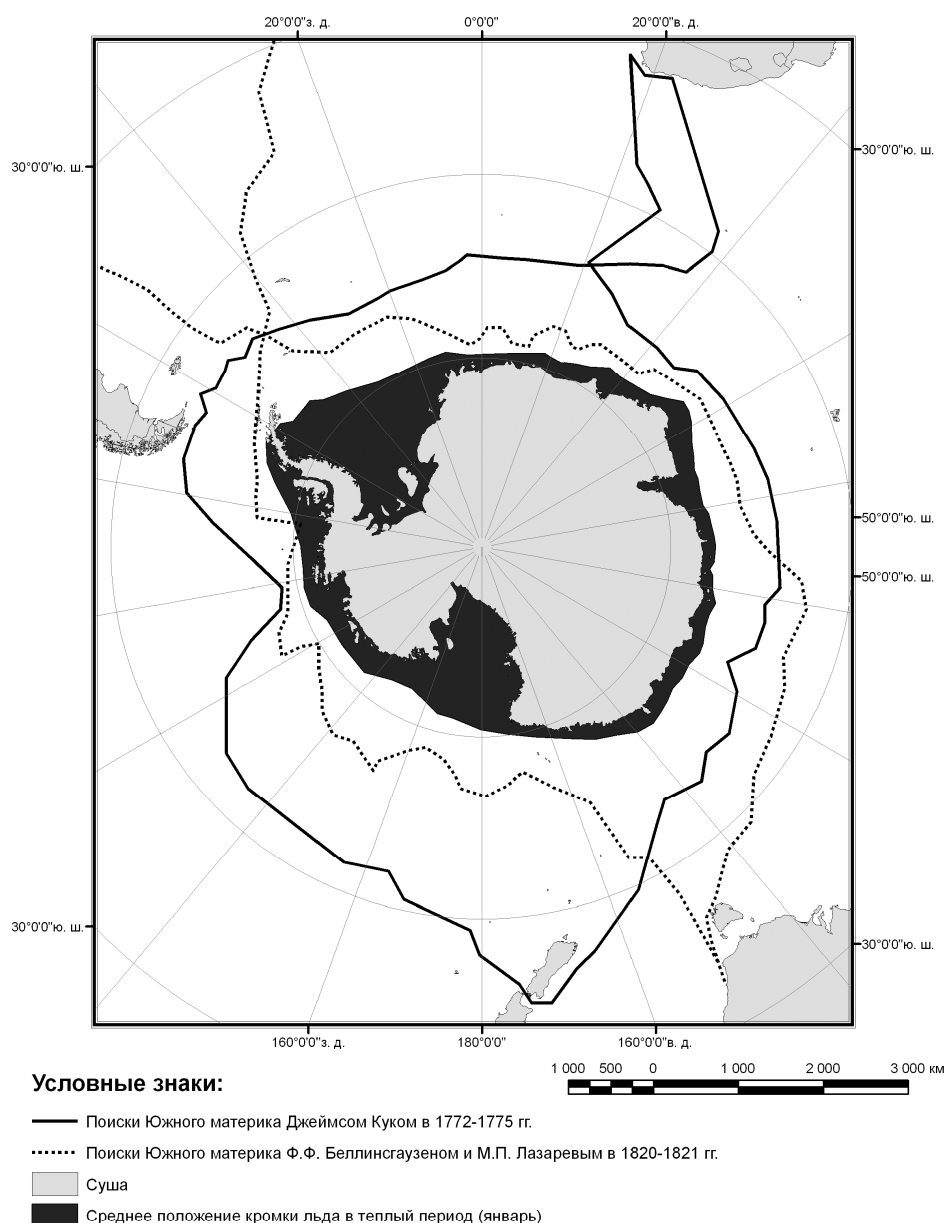 20°0'0"з. д.
0°0'0"
20°0'0"в. д.
30°0'0"ю. ш.
30°0'0"ю. ш.
50°0'0"ю. ш.
50°0'0"ю. ш.
30°0'0"ю. ш.
30°0'0"ю. ш.
160°0'0"з. д.
180°0'0"
160°0'0"в. д.
1 000 500 0 1 000 2 000 3 000 км
Условные знаки:
Поиски Южного материка Джеймсом Куком в 1772-1775 гг.
Поиски Южного материка Ф.Ф. Беллинсгаузеном и М.П. Лазаревым в 1820-1821 гг.
Суша
Среднее положение кромки льда в теплый период (январь)